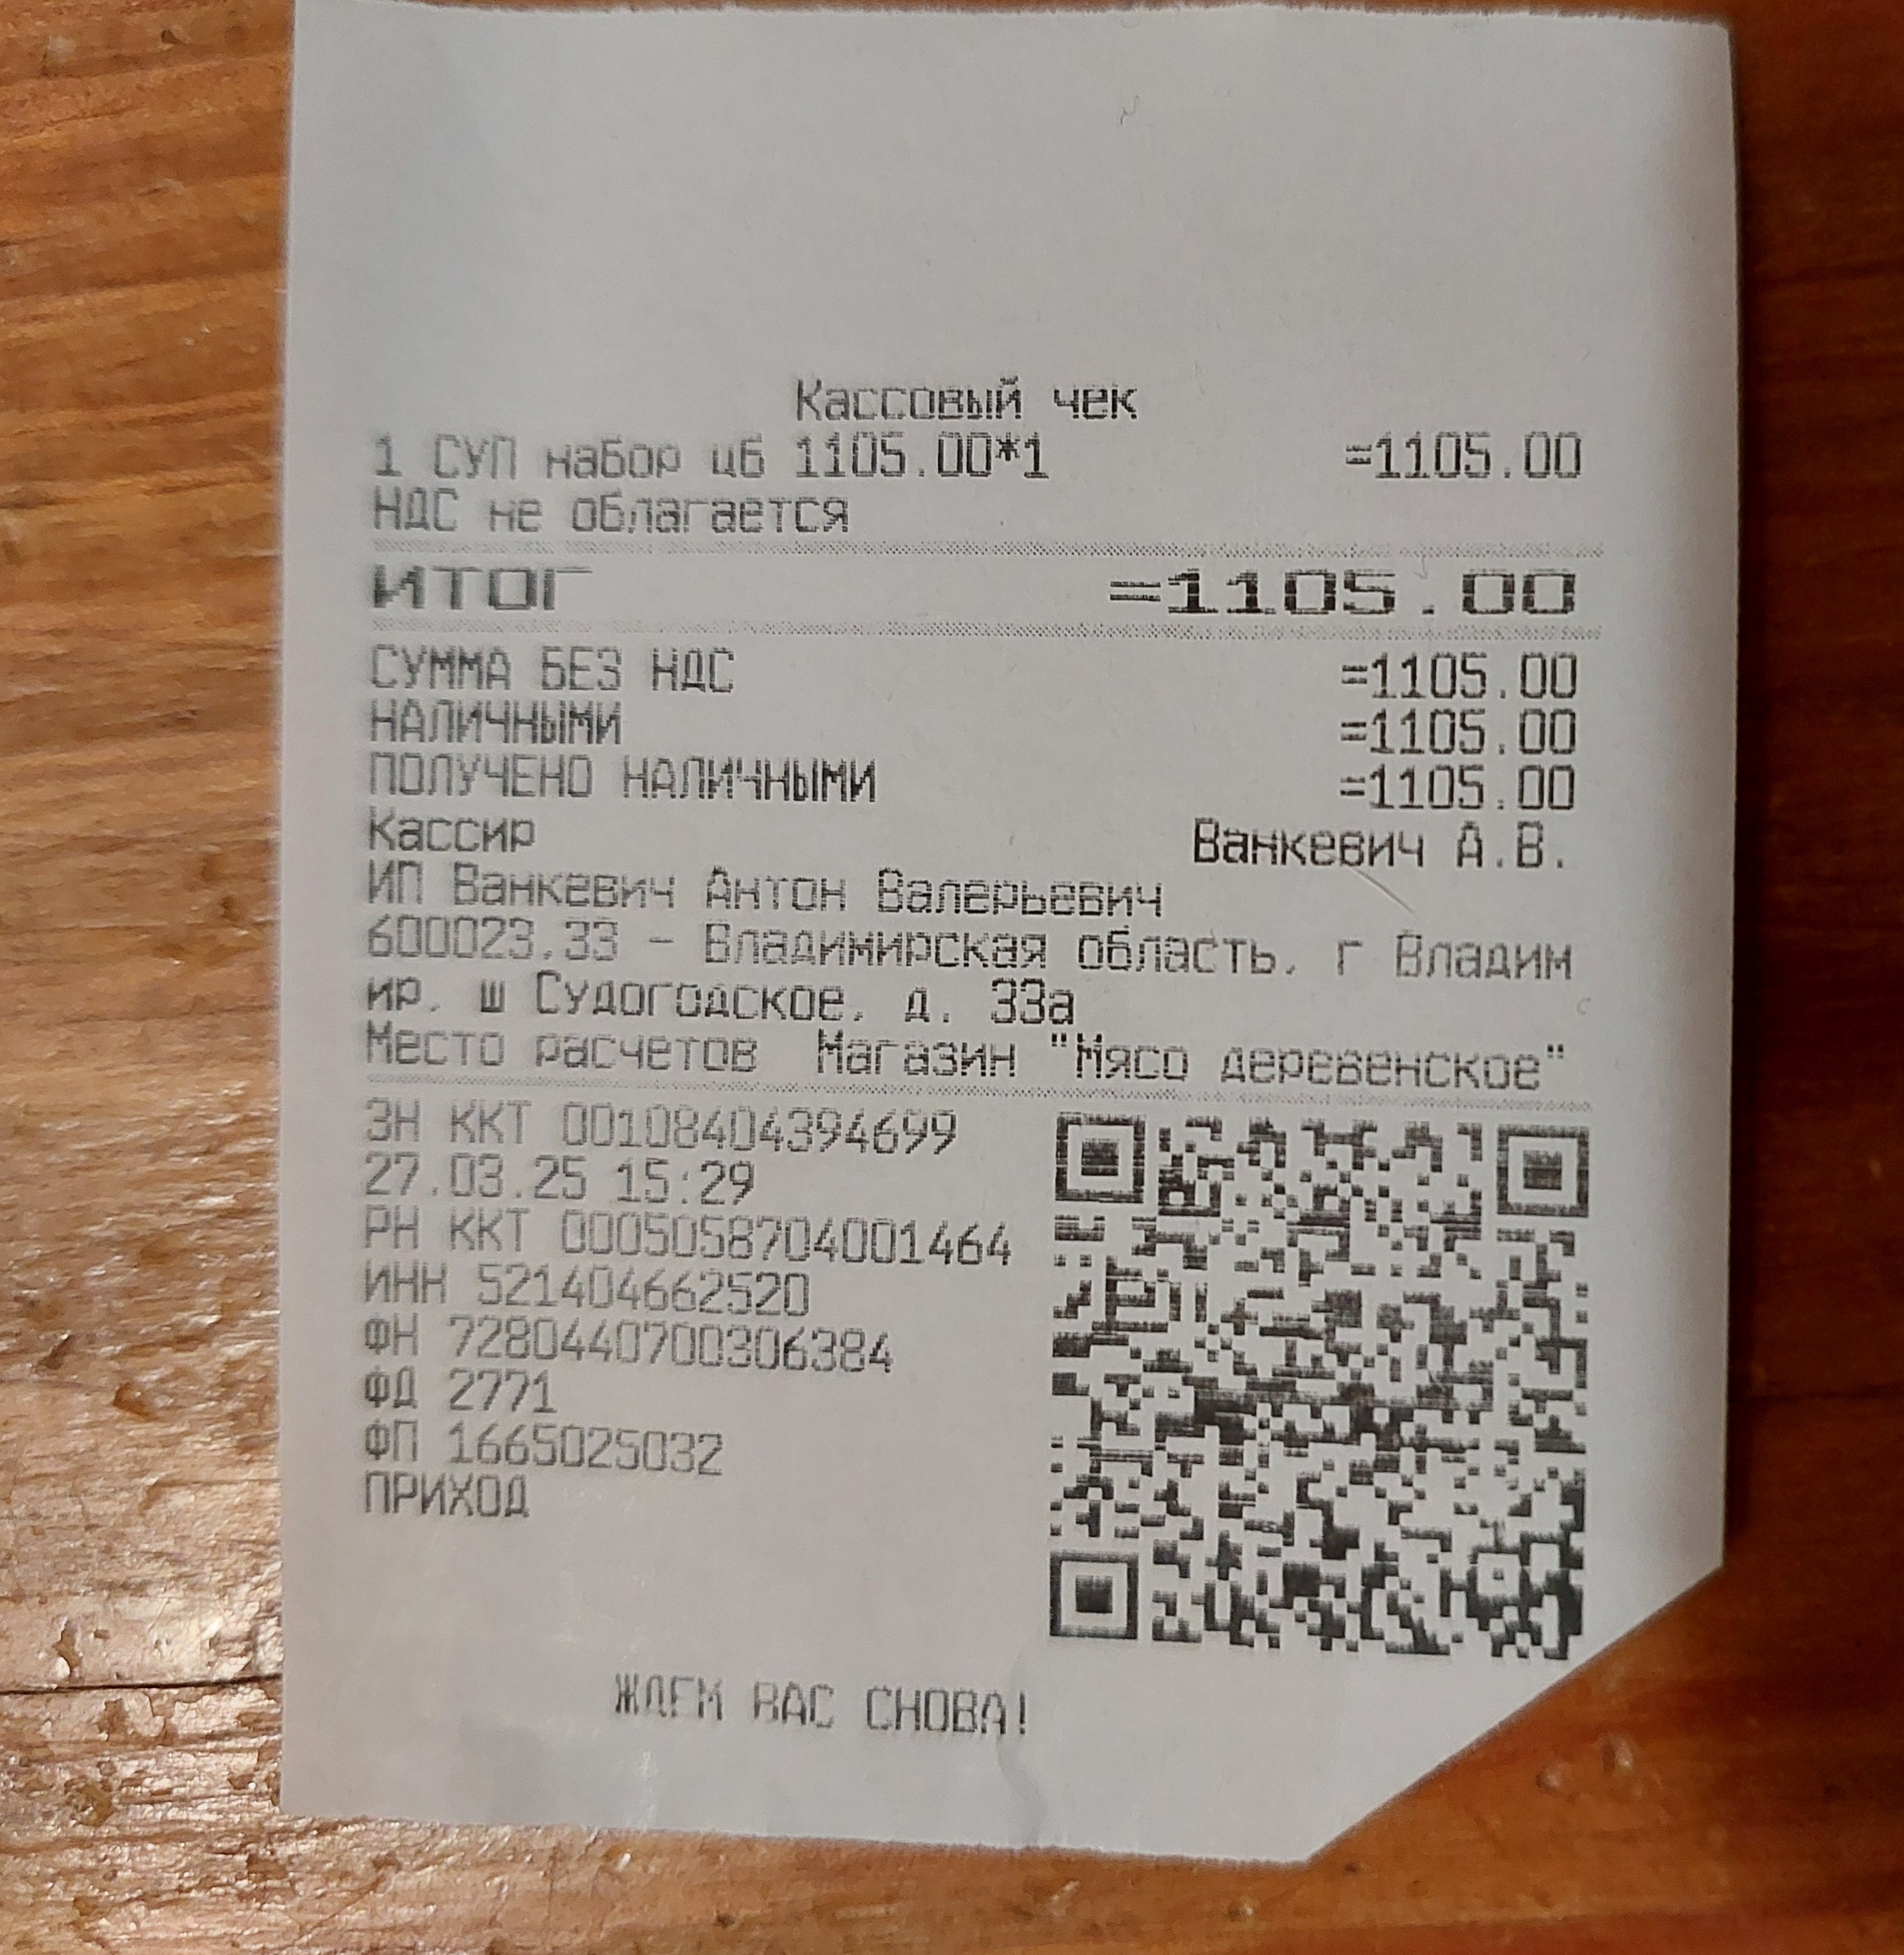 Кассовый чек
1 СУП набор цб 1105.00*1 =1105.00
НДС не облагается
ИТОГ =1105.00
СУММА БЕЗ НДС =1105.00
НАЛИЧНЫМИ =1105.00
ПОЛУЧЕНО НАЛИЧНЫМИ =1105.00
Кассир Ванкевич А.В.
ИП Ванкевич Антон Валерьевич
600023,33 - Владимирская область, г Владим
ир, ш Судогодское, д. 33а
Место расчетов Магазин "Мясо деревенское"
ЗН ККТ 00108404394699
27.03.25 15:29
РН ККТ 0005058704001464
ИНН 521404662520
ФН 7280440700306384
ФД 2771
ФП 1665025032
ПРИХОД
ЖДЕМ ВАС СНОВА!